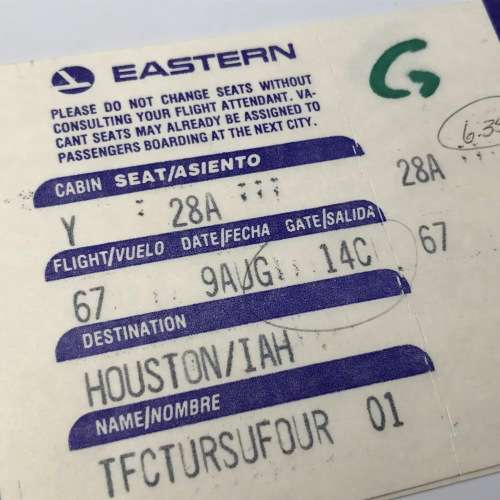 EASTERN
G
PLEASE DO NOT CHANGE SEATS WITHOUT
CONSULTING YOUR FLIGHT ATTENDANT. VA-
CANT SEATS MAY ALREADY BE ASSIGNED TO
PASSENGERS BOARDING AT THE NEXT CITY.
CABIN SEAT/ASIENTO
Y 28A 28A
FLIGHT/VUELO DATE/FECHA GATE/SALIDA
67 9AUG 14C 67
DESTINATION
HOUSTON/IAH
NAME/NOMBRE
TFCTURSUFOUR 01